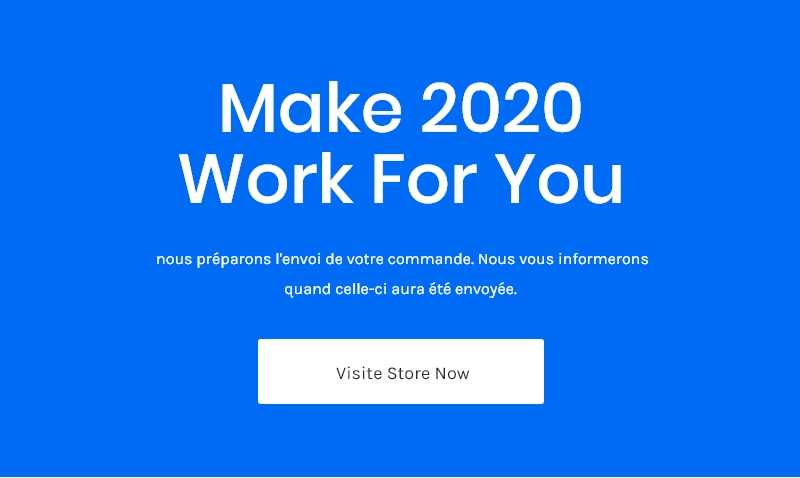 Make 2020
Work For You
nous préparons l'envoi de votre commande. Nous vous informerons
quand celle-ci aura été envoyée.
Visite Store Now